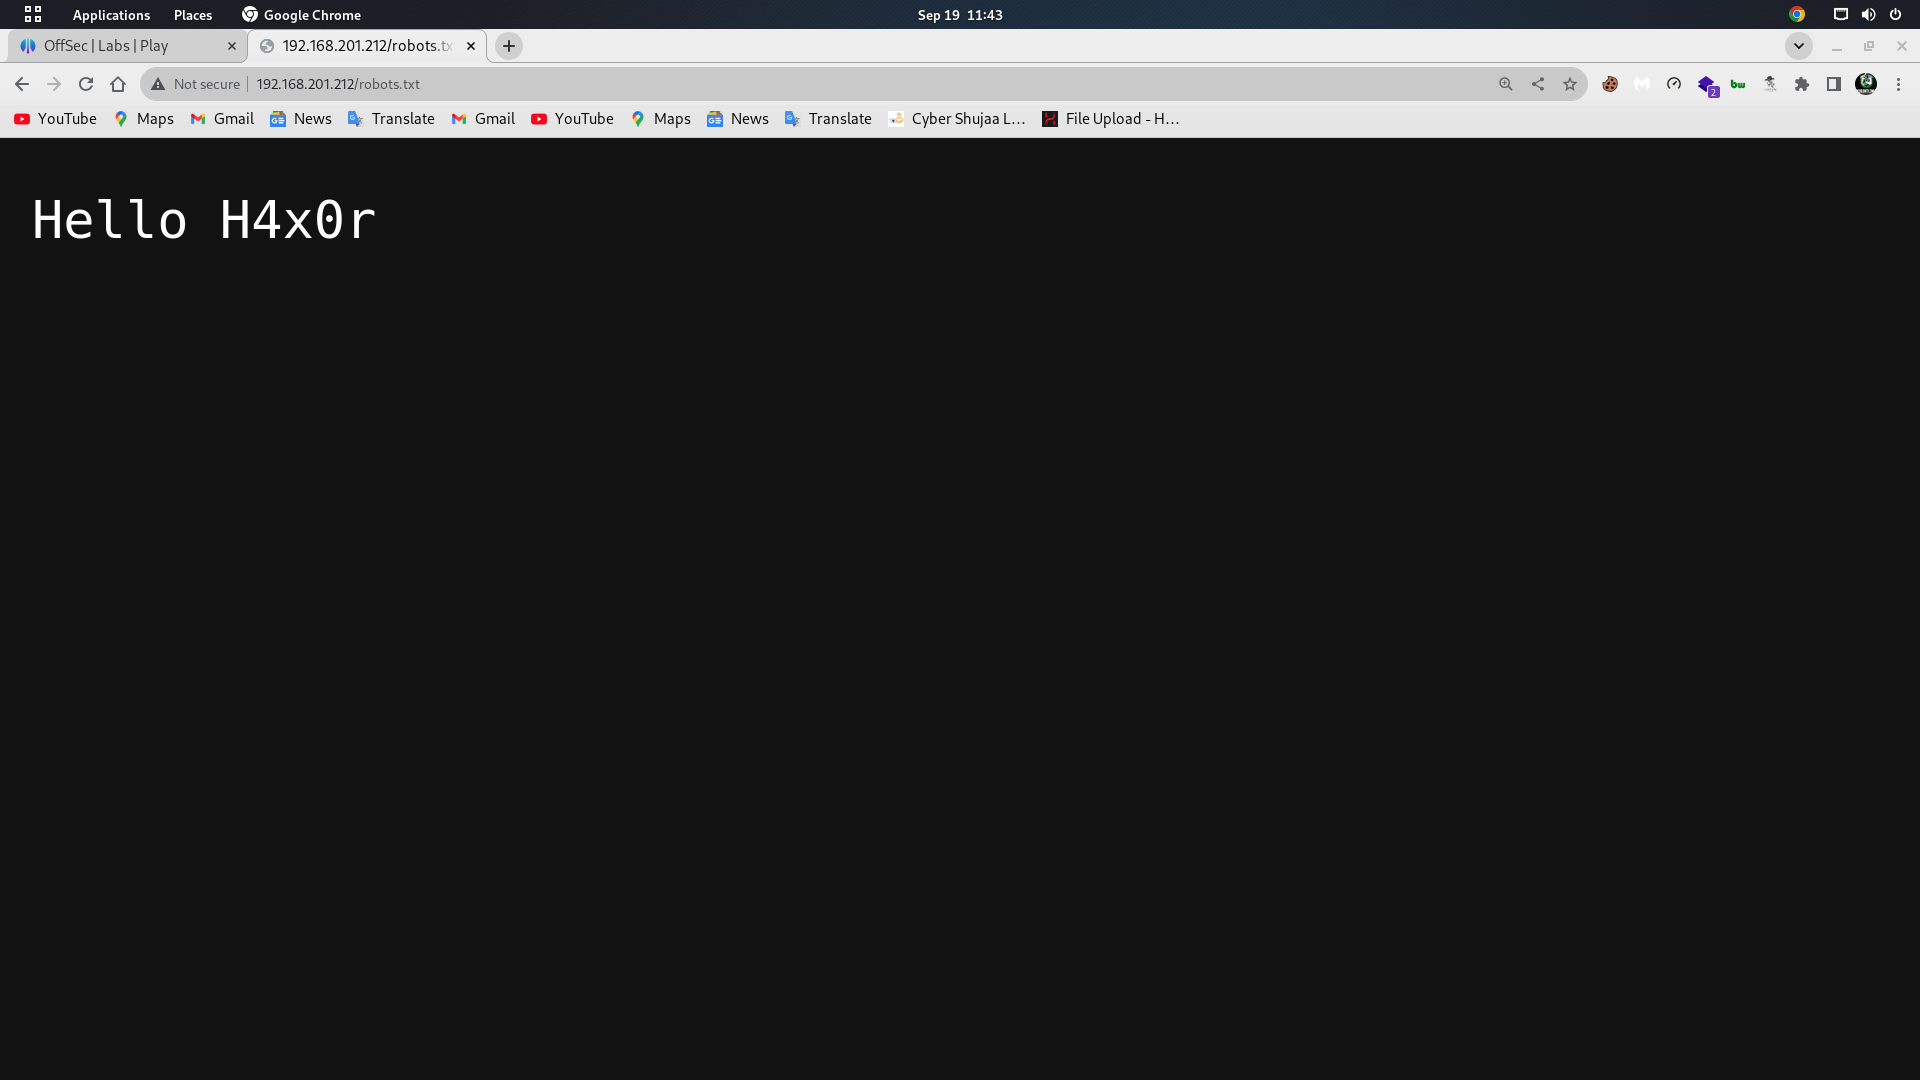 Applications Places Google Chrome Sep 19 11:43
OffSec | Labs | Play 192.168.201.212/robots.tx
Not secure 192.168.201.212/robots.txt 2 bw
YouTube Maps Gmail News Translate Gmail YouTube Maps News Translate Cyber Shujaa L… File Upload - H…
Hello H4x0r